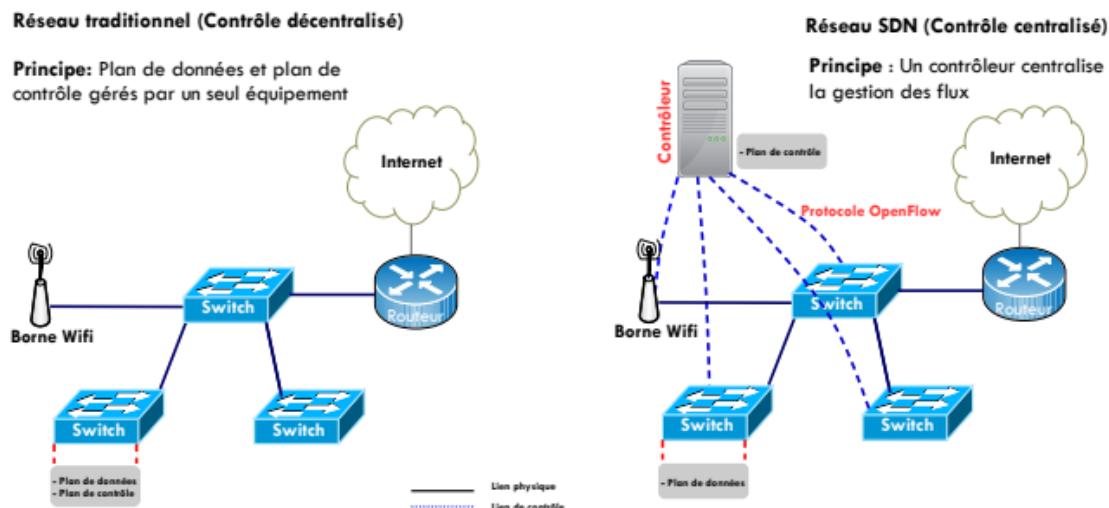 Réseau traditionnel (Contrôle décentralisé)
Principe: Plan de données et plan de
contrôle gérés par un seul équipement
Internet
Switch
Routeur
Borne Wifi
Switch
Switch
- Plan de données
- Plan de contrôle
Lien physique
Lien de contrôle
Réseau SDN (Contrôle centralisé)
Principe : Un contrôleur centralise
la gestion des flux
Contrôleur
- Plan de contrôle
Internet
Protocole OpenFlow
Switch
Routeur
Borne Wifi
Switch
Switch
- Plan de données